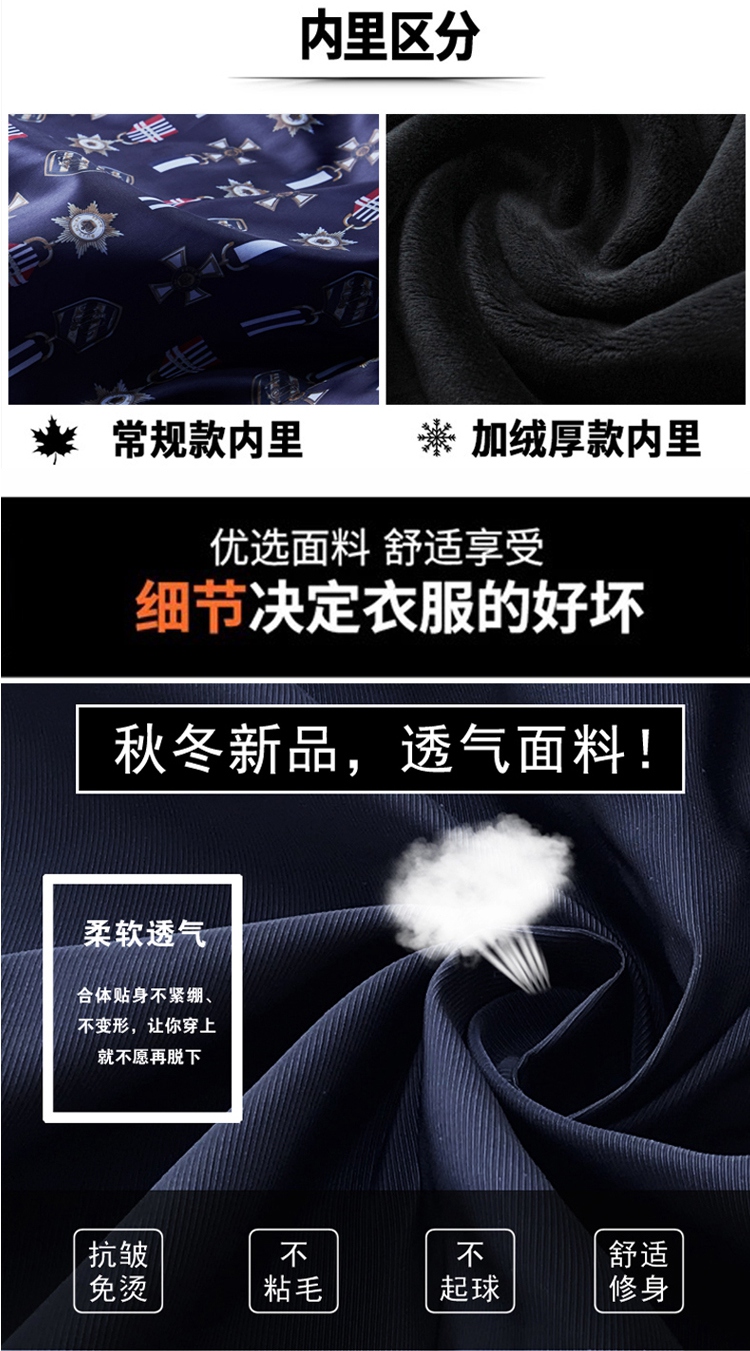 内里区分
常规款内里
加绒厚款内里
优选面料 舒适享受
细节决定衣服的好坏
秋冬新品，透气面料！
柔软透气
合体贴身不紧绷、
不变形，让你穿上
就不愿再脱下
抗皱
免烫
不
粘毛
不
起球
舒适
修身